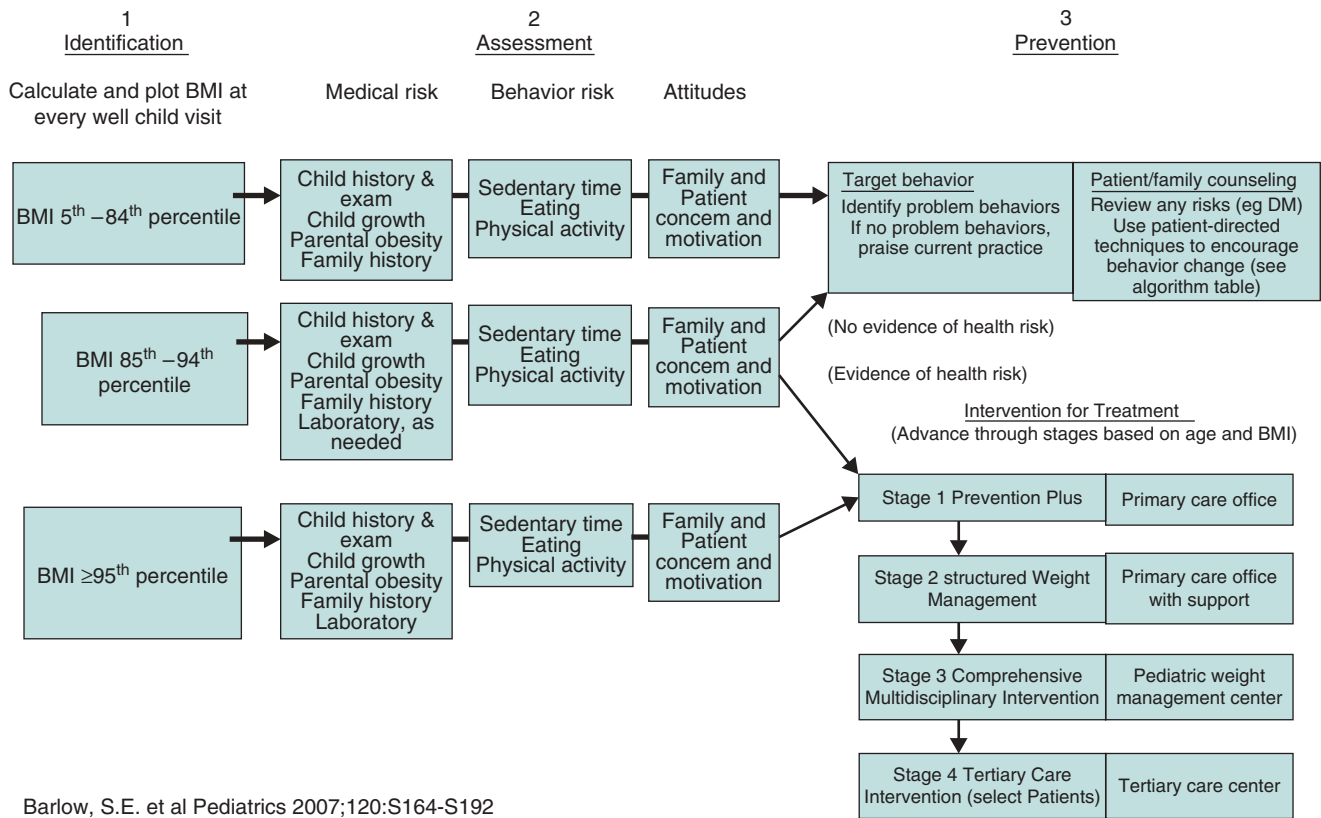 1
Identification
2
Assessment
3
Prevention
Calculate and plot BMI at
every well child visit
Medical risk
Behavior risk
Attitudes
BMI 5th –84th percentile
Child history &
exam
Child growth
Parental obesity
Family history
Sedentary time
Eating
Physical activity
Family and
Patient
concem and
motivation
Target behavior
Identify problem behaviors
If no problem behaviors,
praise current practice
Patient/family counseling
Review any risks (eg DM)
Use patient-directed
techniques to encourage
behavior change (see
algorithm table)
BMI 85th –94th
percentile
Child history &
exam
Child growth
Parental obesity
Family history
Laboratory, as
needed
Sedentary time
Eating
Physical activity
Family and
Patient
concem and
motivation
(No evidence of health risk)
(Evidence of health risk)
Intervention for Treatment
(Advance through stages based on age and BMI)
BMI ≥95th percentile
Child history &
exam
Child growth
Parental obesity
Family history
Laboratory
Sedentary time
Eating
Physical activity
Family and
Patient
concem and
motivation
Stage 1 Prevention Plus
Primary care office
Stage 2 structured Weight
Management
Primary care office
with support
Stage 3 Comprehensive
Multidisciplinary Intervention
Pediatric weight
management center
Stage 4 Tertiary Care
Intervention (select Patients)
Tertiary care center
Barlow, S.E. et al Pediatrics 2007;120:S164-S192